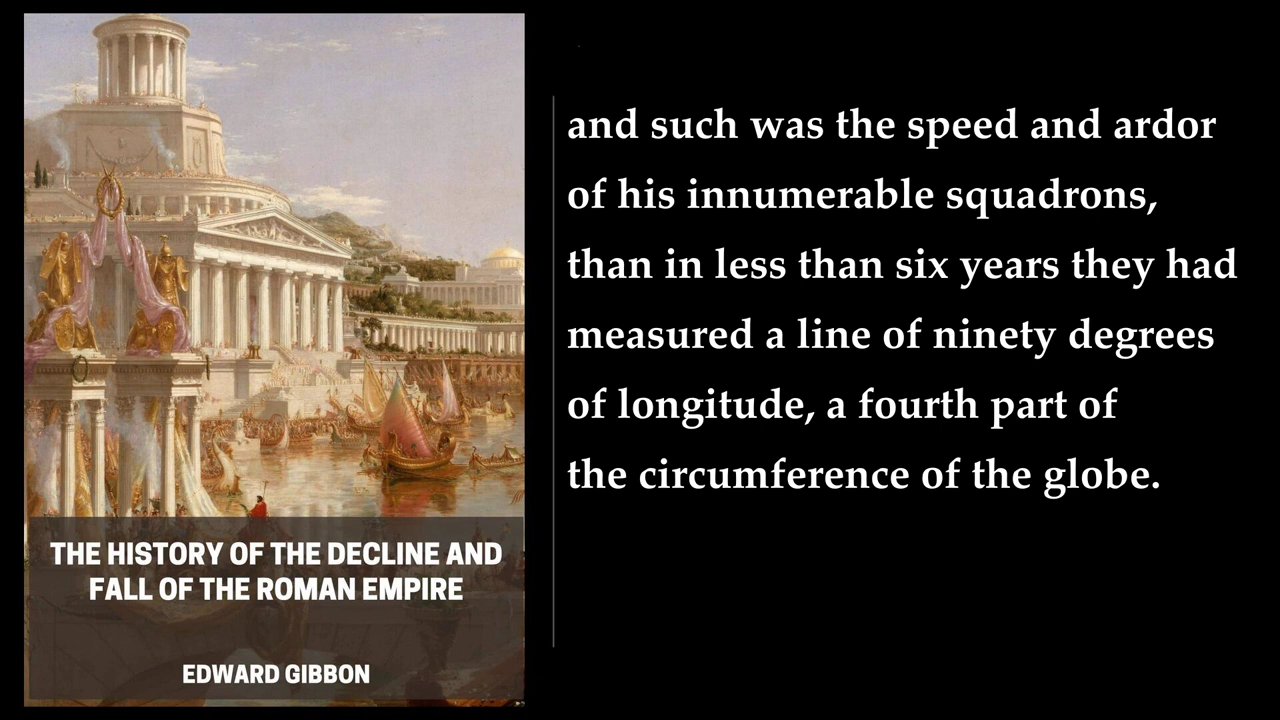 THE HISTORY OF THE DECLINE AND
FALL OF THE ROMAN EMPIRE
EDWARD GIBBON
and such was the speed and ardor
of his innumerable squadrons,
than in less than six years they had
measured a line of ninety degrees
of longitude, a fourth part of
the circumference of the globe.